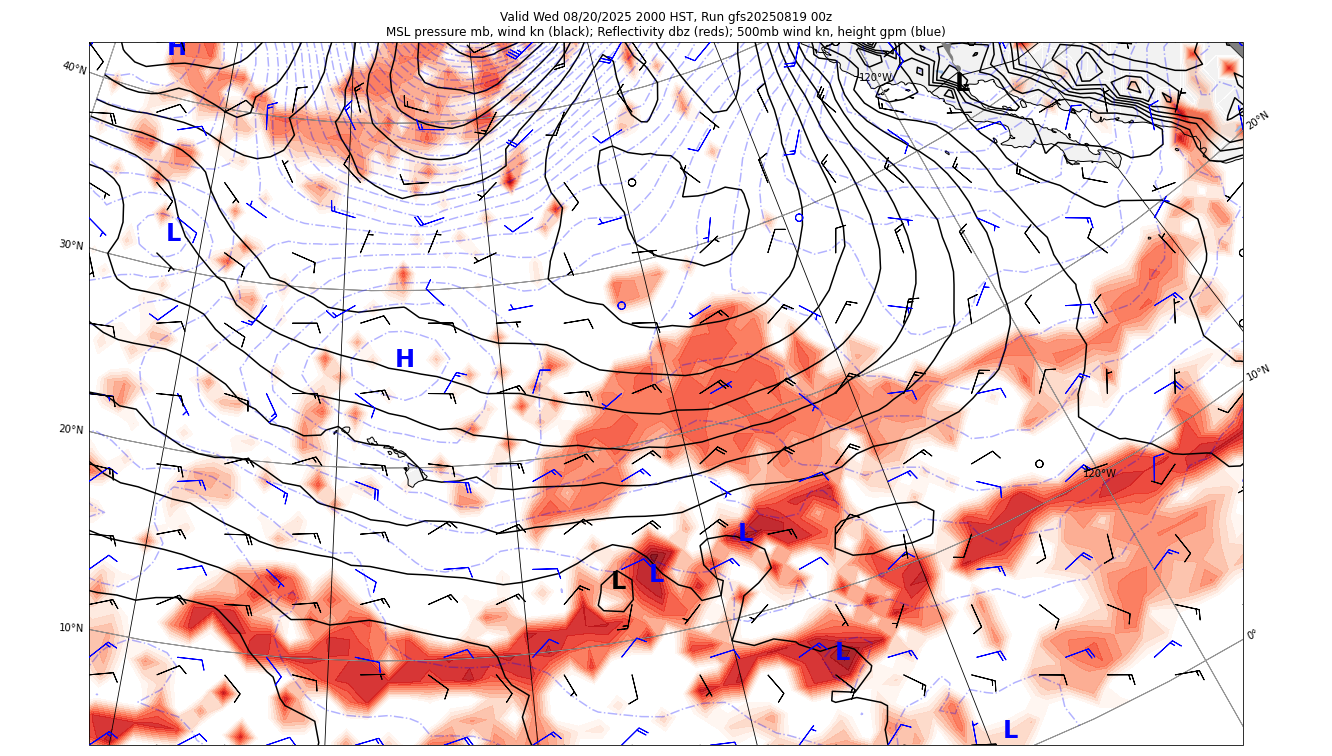 Valid Wed 08/20/2025 2000 HST, Run gfs20250819 00z
MSL pressure mb, wind kn (black); Reflectivity dbz (reds); 500mb wind kn, height gpm (blue)
H
40°N
120°W
L
20°N
L
30°N
H
10°N
20°N
120°W
L
L
L
10°N
0°
L
L